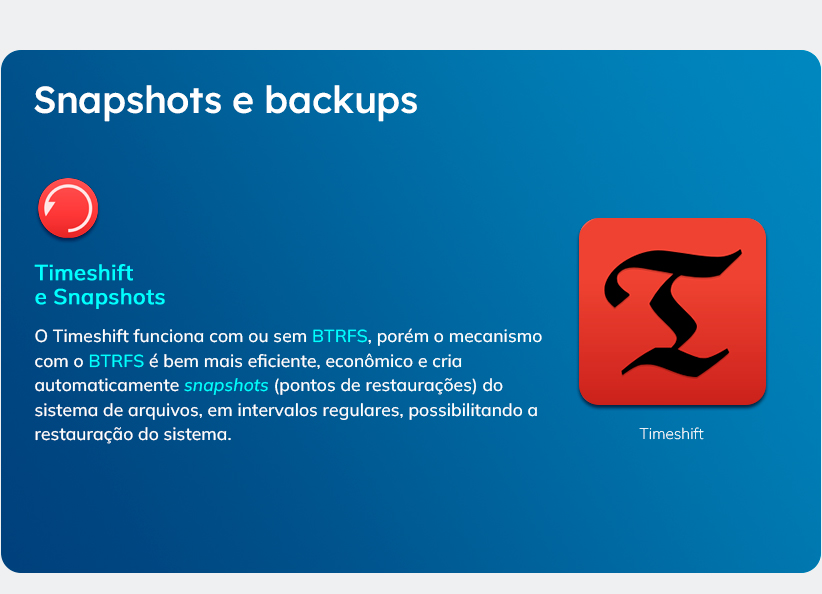 Snapshots e backups
Timeshift
e Snapshots
O Timeshift funciona com ou sem BTRFS, porém o mecanismo
com o BTRFS é bem mais eficiente, econômico e cria
automaticamente snapshots (pontos de restaurações) do
sistema de arquivos, em intervalos regulares, possibilitando a
restauração do sistema.
T
Timeshift